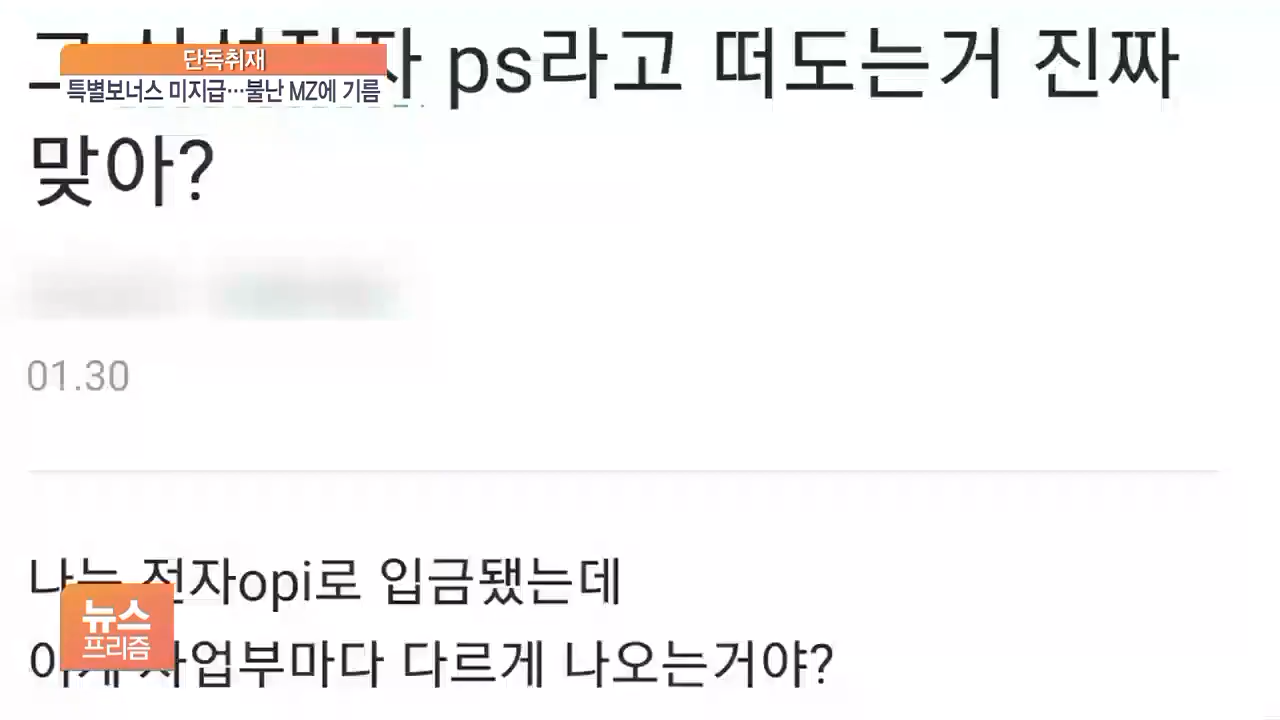 단독취재
특별보너스 미지급…불난 MZ에 기름
ps라고 떠도는거 진짜
맞아?
01.30
전자opi로 입금됐는데
사업부마다 다르게 나오는거야?
뉴스
프리즘